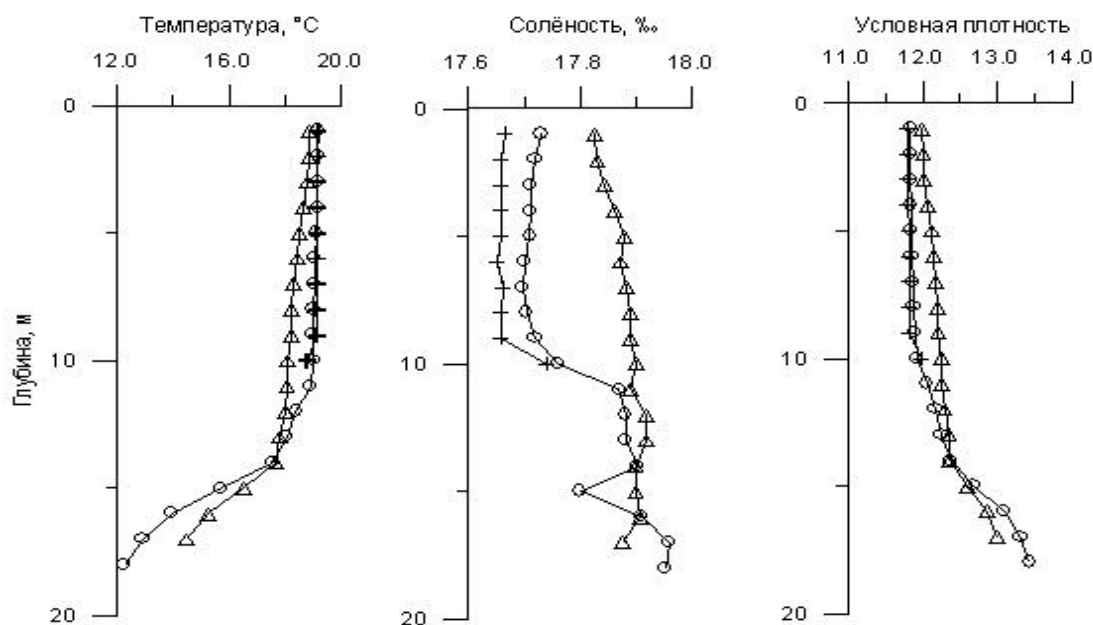 Температура, °C
12.0 16.0 20.0
Солёность, ‰
17.6 17.8 18.0
Условная плотность
11.0 12.0 13.0 14.0
Глубина, м
0
10
20
0
10
20
0
10
20